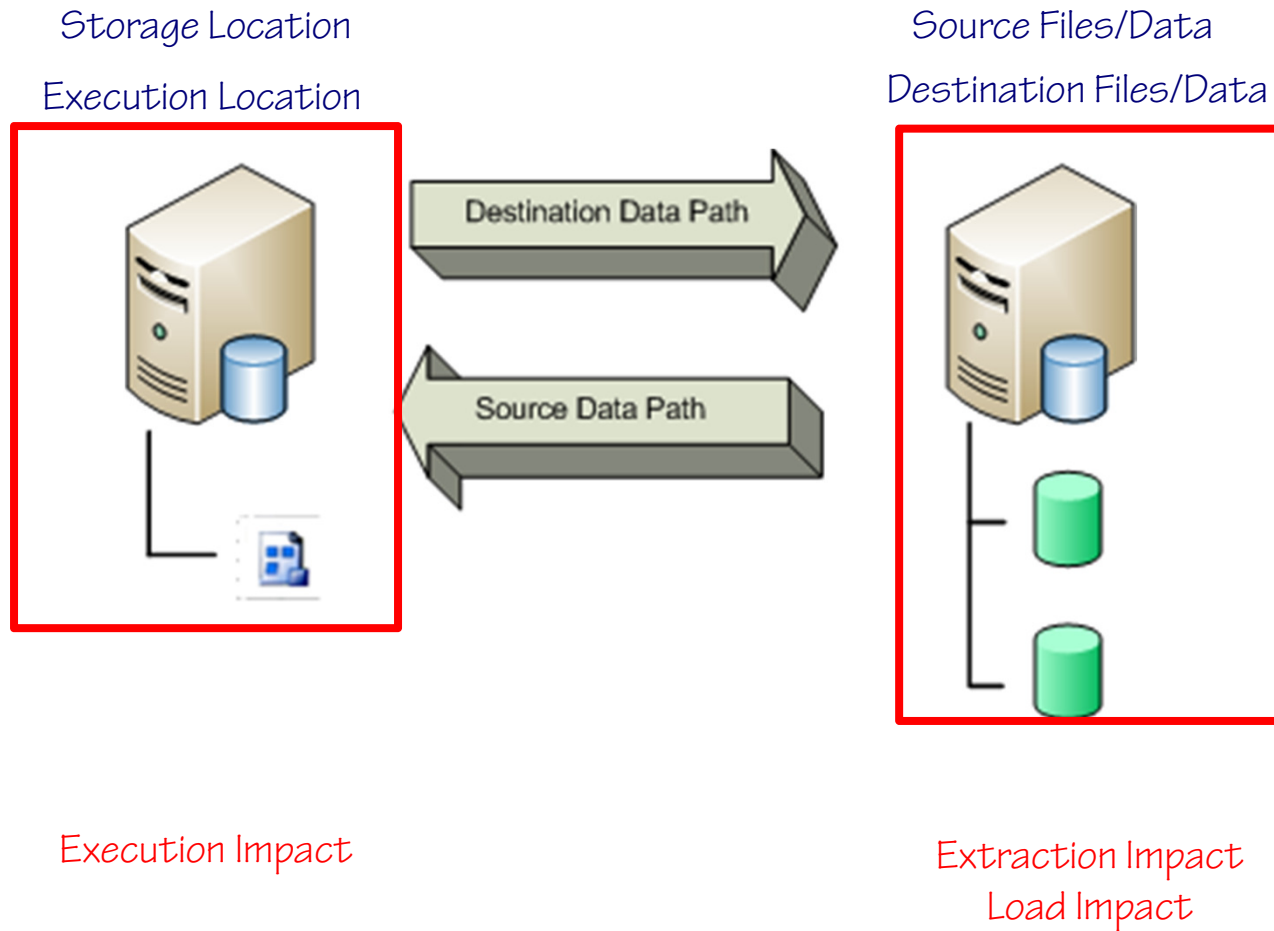 Storage Location
Execution Location
Source Files/Data
Destination Files/Data
Destination Data Path
Source Data Path
Execution Impact
Extraction Impact
Load Impact